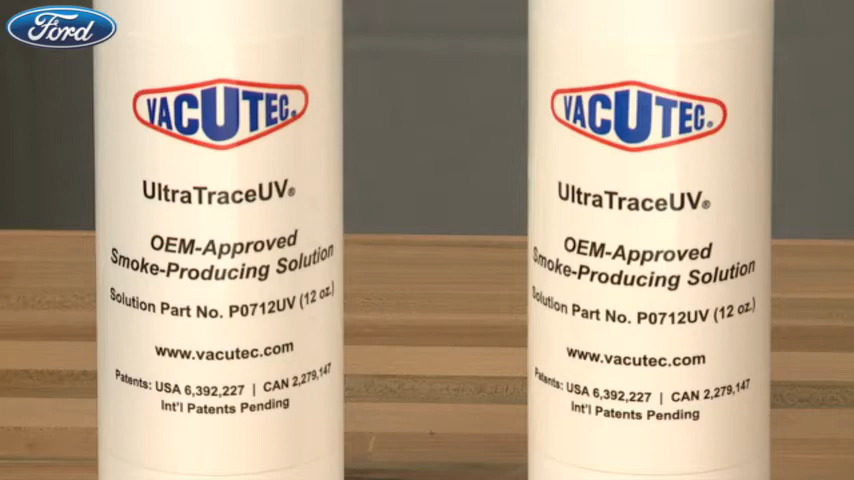 Ford
VACUTEC®
UltraTraceUV®
OEM-Approved
Smoke-Producing Solution
Solution Part No. P0712UV (12 oz.)
www.vacutec.com
Patents: USA 6,392,227 | CAN 2,279,147
Int'l Patents Pending
VACUTEC®
UltraTraceUV®
OEM-Approved
Smoke-Producing Solution
Solution Part No. P0712UV (12 oz.)
www.vacutec.com
Patents: USA 6,392,227 | CAN 2,279,147
Int'l Patents Pending